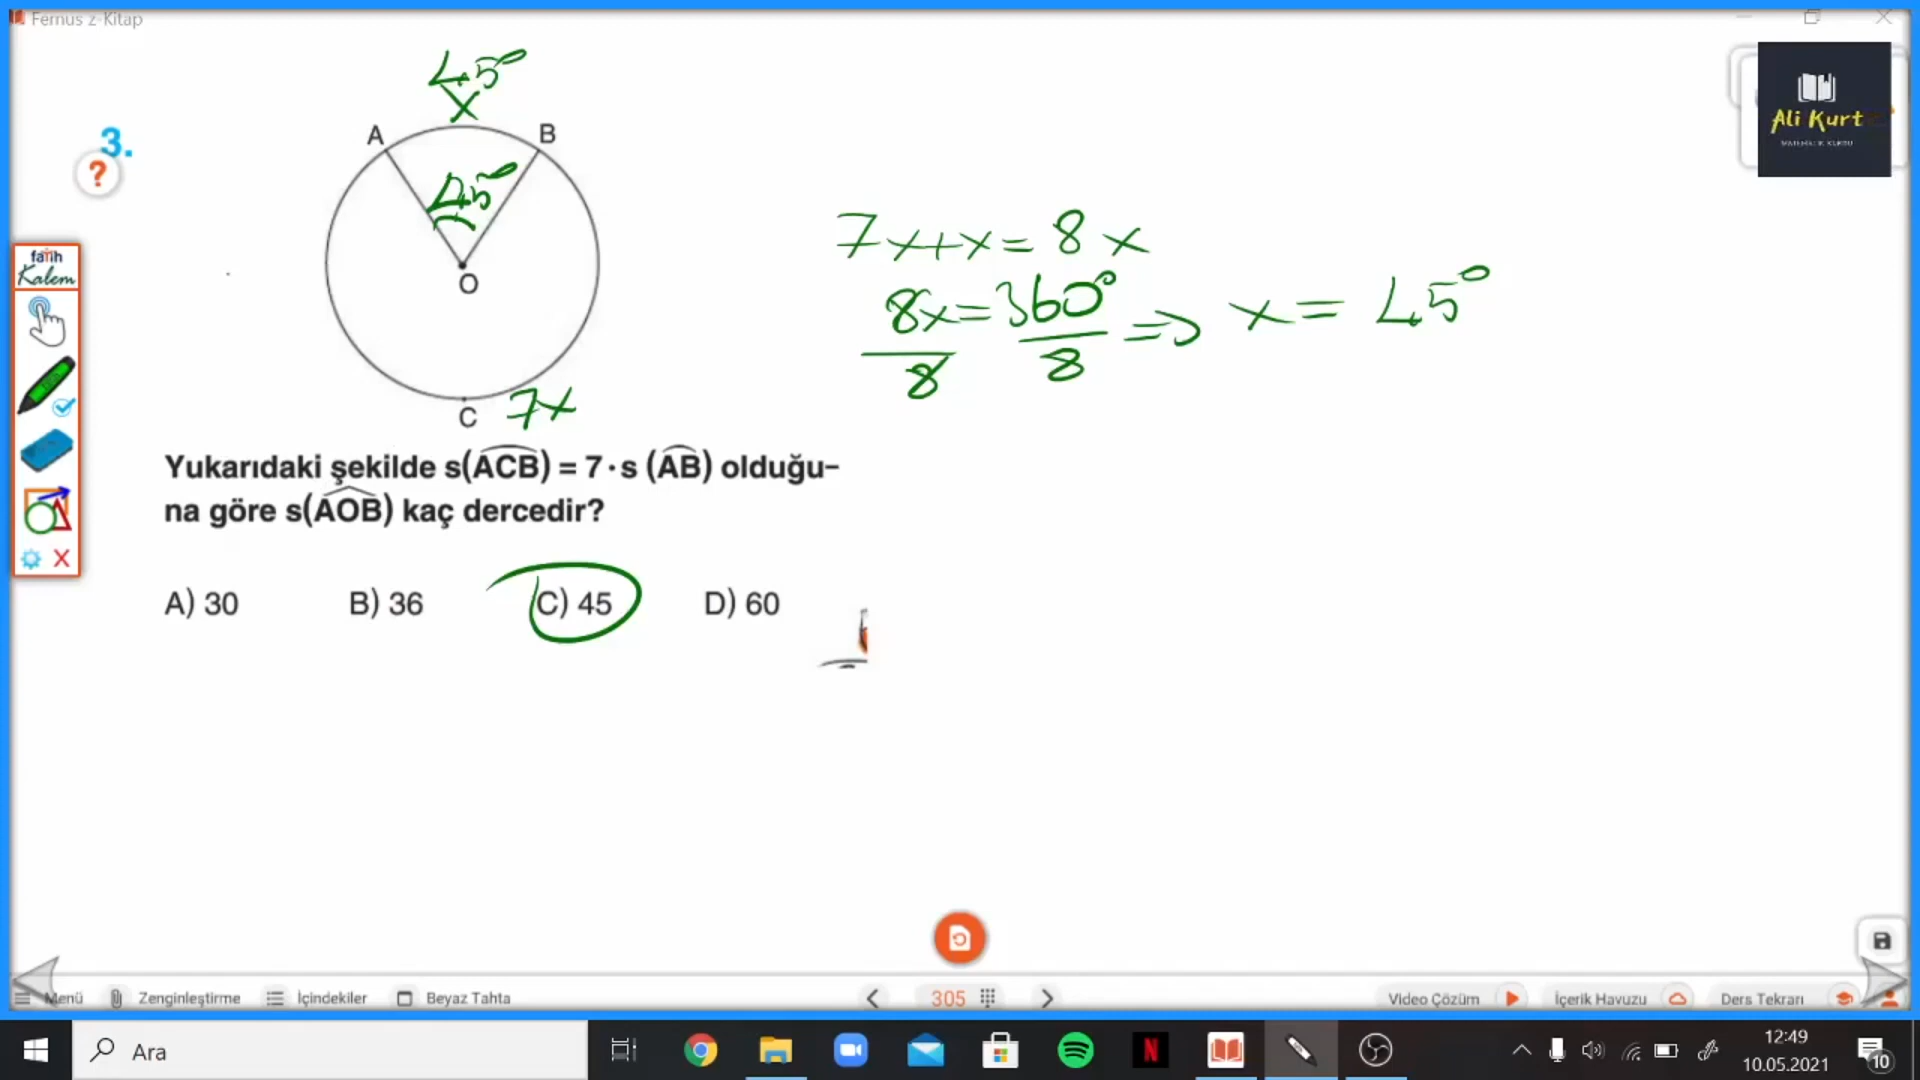 Fernus z-Kitap
Ali Kurt
45°
x
3.
A
B
?
45°
O
7x+x=8x
8x=360° => x=45°
8 8
fatih
Kalem
C
7x
Yukarıdaki şekilde s(ACB) = 7·s (AB) olduğu-
na göre s(AOB) kaç dercedir?
A) 30 B) 36 C) 45 D) 60
Menü Zenginleştirme İçindekiler Beyaz Tahta 305 Video Çözüm İçerik Havuzu Ders Tekrarı
Ara
12:49
10.05.2021
10